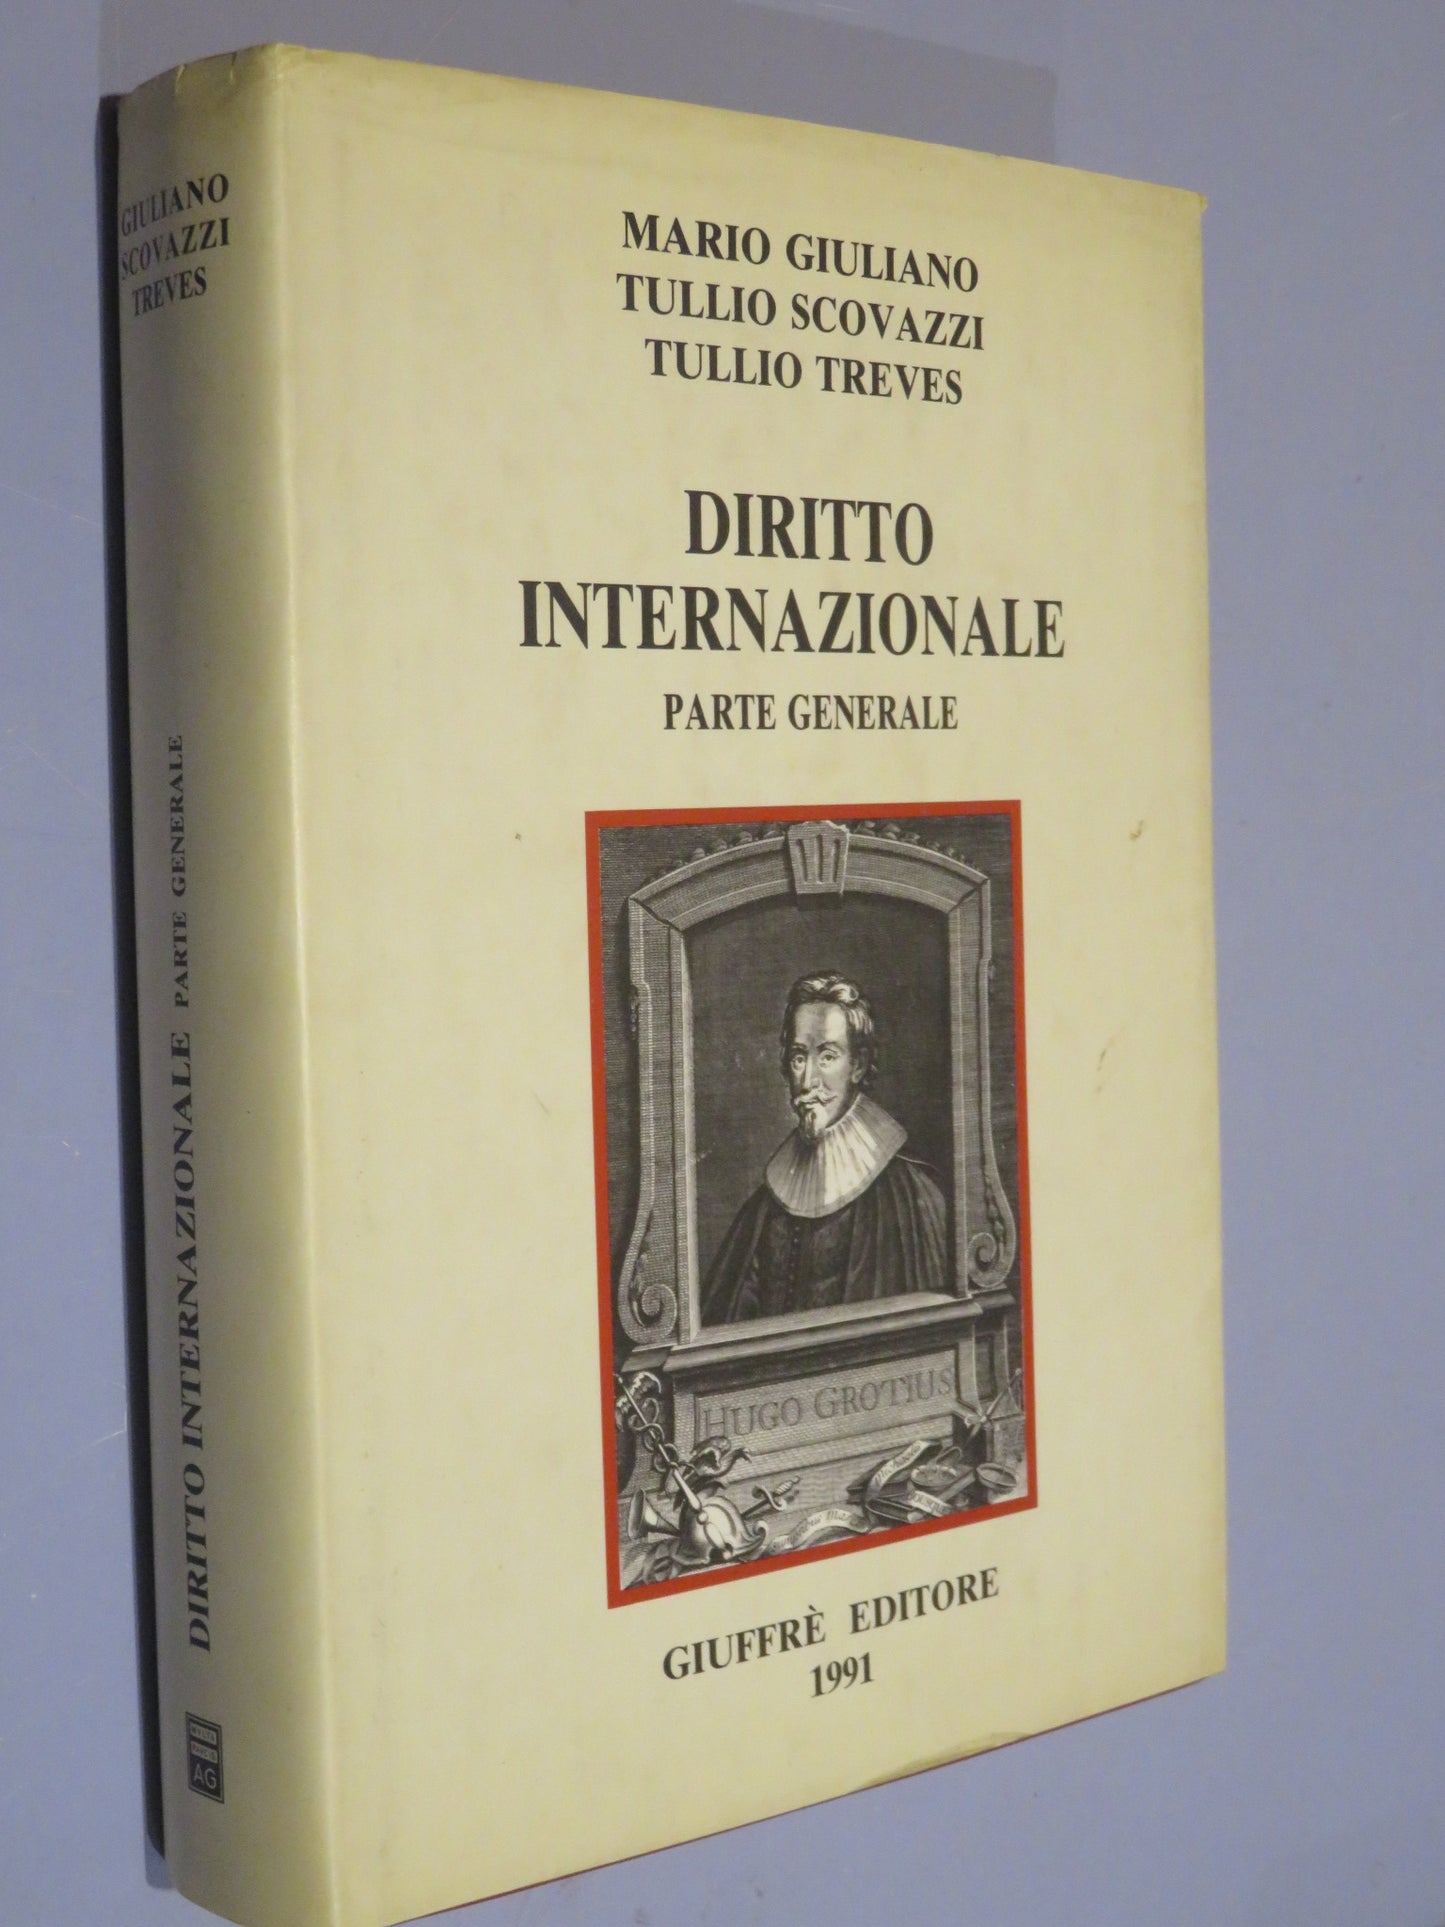 GIULIANO
SCOVAZZI
TREVES
DIRITTO INTERNAZIONALE PARTE GENERALE
AG
MARIO GIULIANO
TULLIO SCOVAZZI
TULLIO TREVES
DIRITTO
INTERNAZIONALE
PARTE GENERALE
HUGO GROTIUS
GIUFFRÈ EDITORE
1991